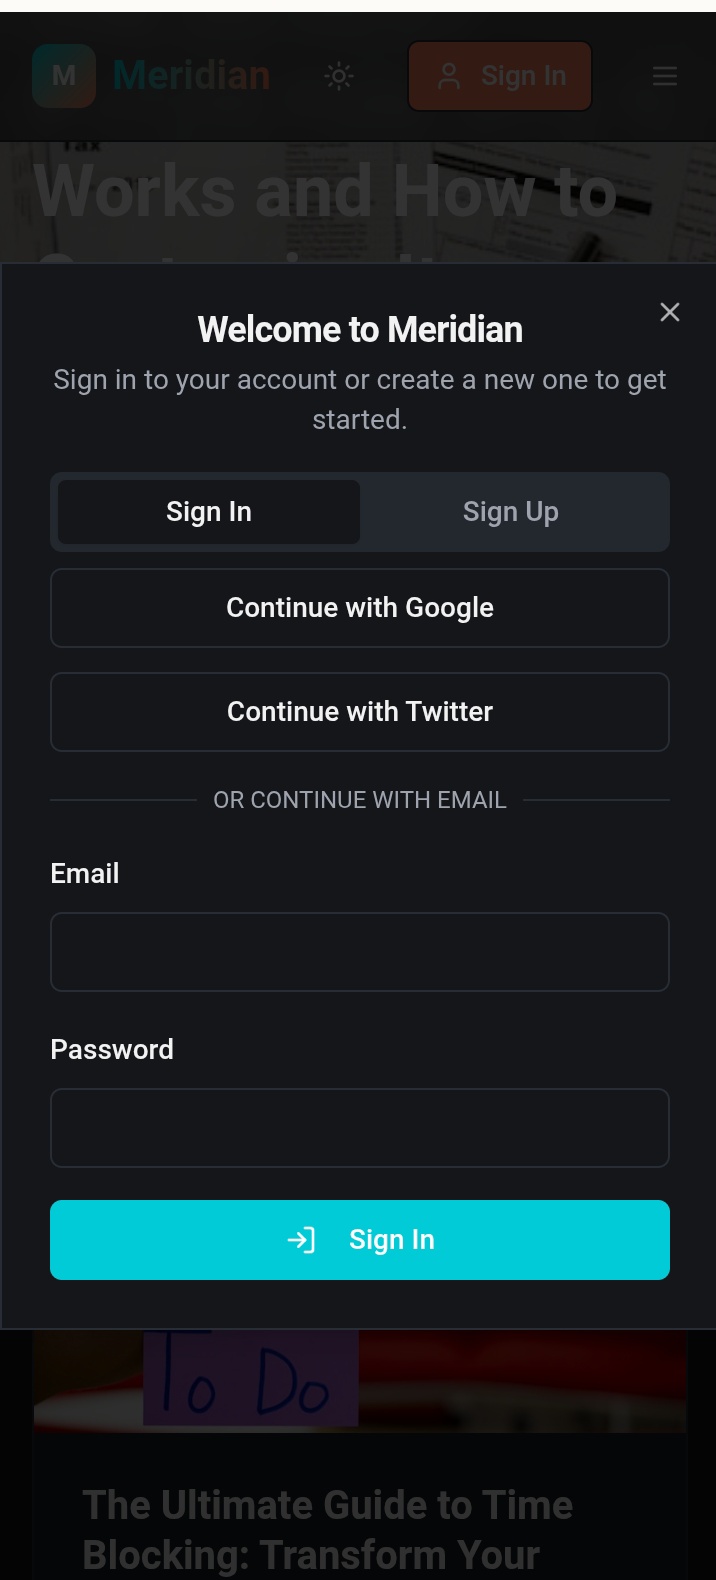 M
Meridian
Sign In
Tax
Works and How to
Welcome to Meridian
Sign in to your account or create a new one to get
started.
Sign In
Sign Up
Continue with Google
Continue with Twitter
OR CONTINUE WITH EMAIL
Email
Password
Sign In
To Do
The Ultimate Guide to Time
Blocking: Transform Your